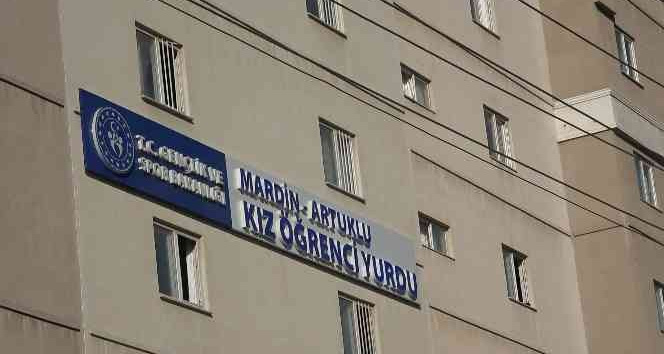 T.C. GENÇLİK VE
SPOR BAKANLIĞI
MARDİN - ARTUKLU
KIZ ÖĞRENCİ YURDU